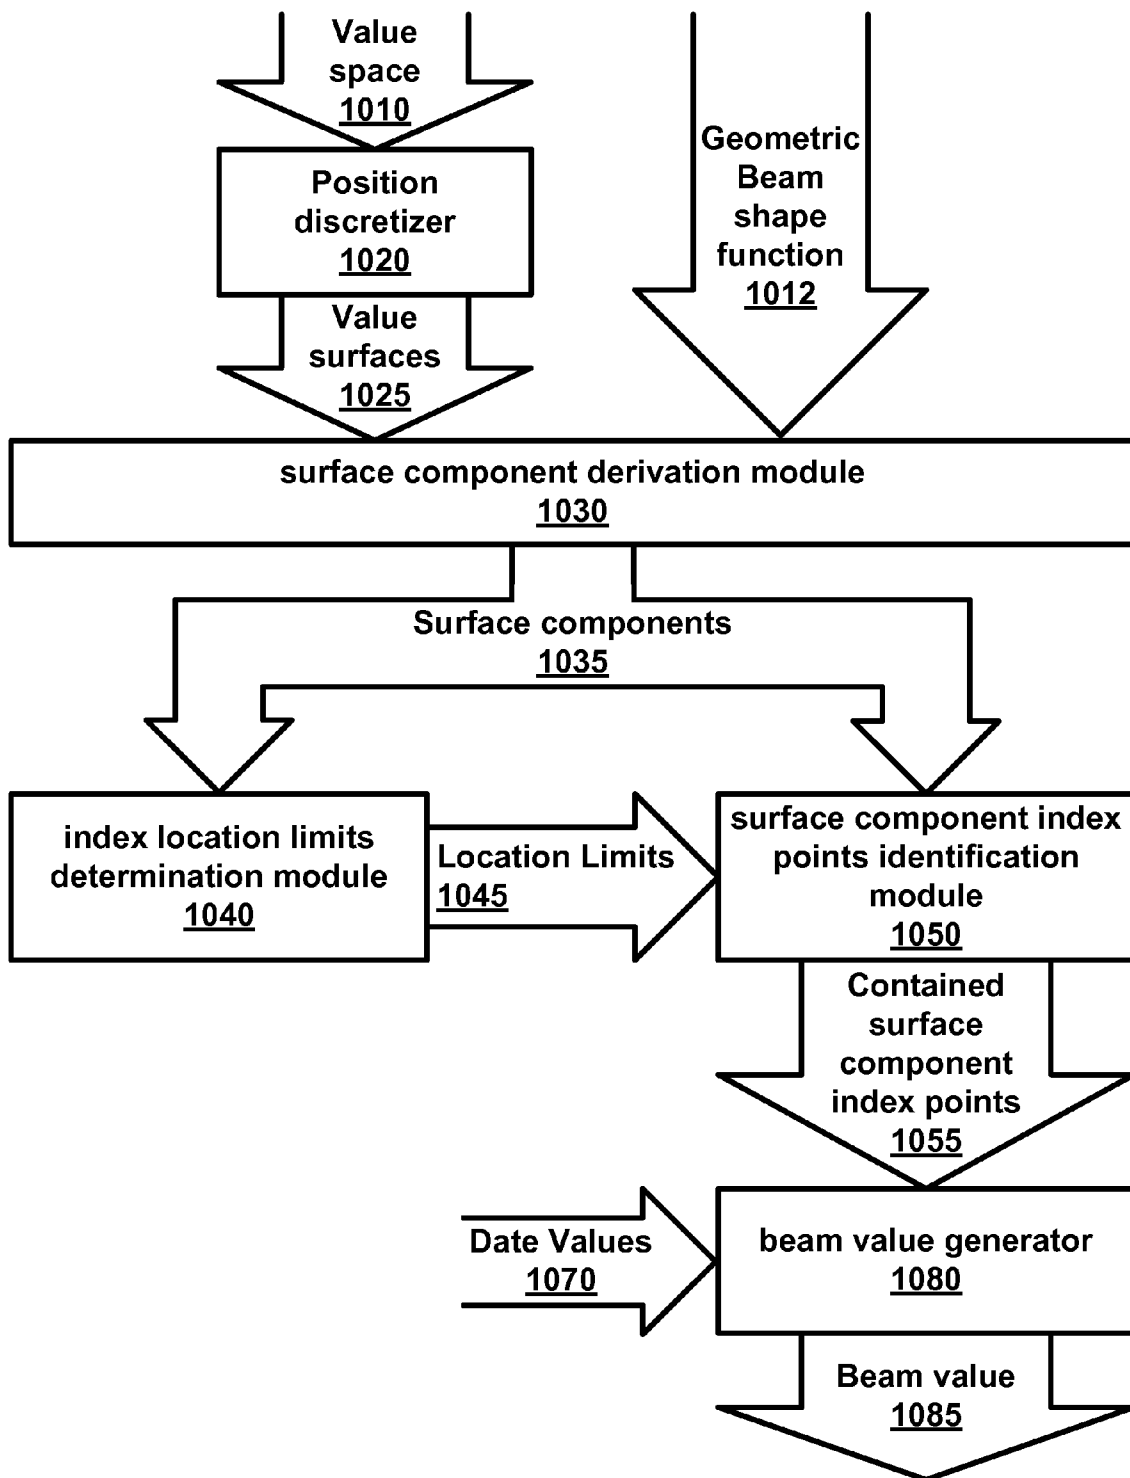 Value
space
1010
Position
discretizer
1020
Value
surfaces
1025
Geometric
Beam
shape
function
1012
surface component derivation module
1030
Surface components
1035
index location limits
determination module
1040
Location Limits
1045
surface component index
points identification
module
1050
Contained
surface
component
index points
1055
Date Values
1070
beam value generator
1080
Beam value
1085